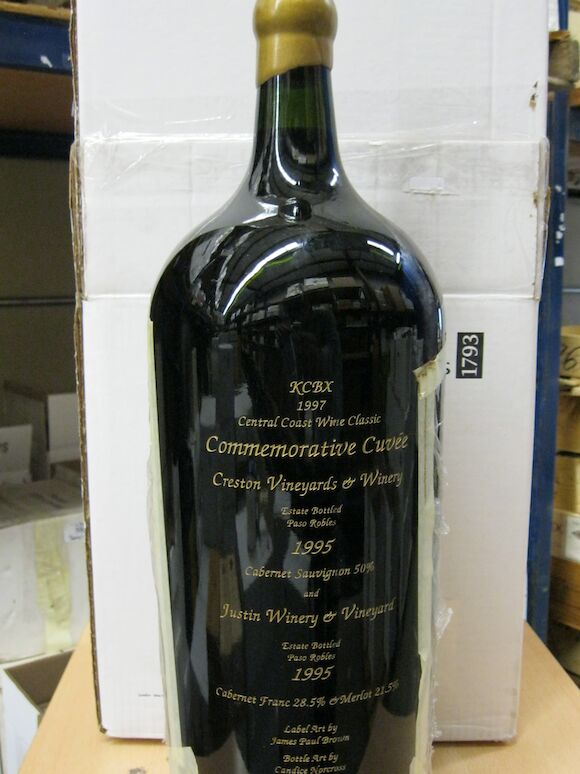 KCBX
1997
Central Coast Wine Classic
Commemorative Cuvée
Creston Vineyards & Winery
Estate Bottled
Paso Robles
1995
Cabernet Sauvignon 50%
and
Justin Winery & Vineyard
Estate Bottled
Paso Robles
1995
Cabernet Franc 28.5% & Merlot 21.5%
Label Art by
James Paul Brown
Bottle Art by
Candice Norcross
1793